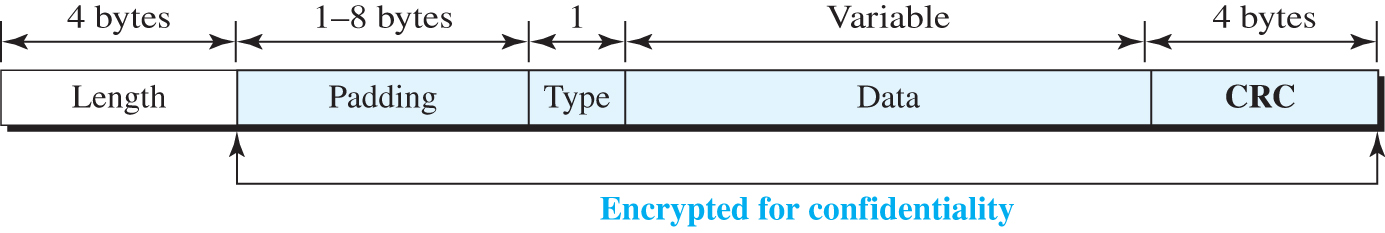 4 bytes 1–8 bytes 1 Variable 4 bytes
Length Padding Type Data CRC
Encrypted for confidentiality